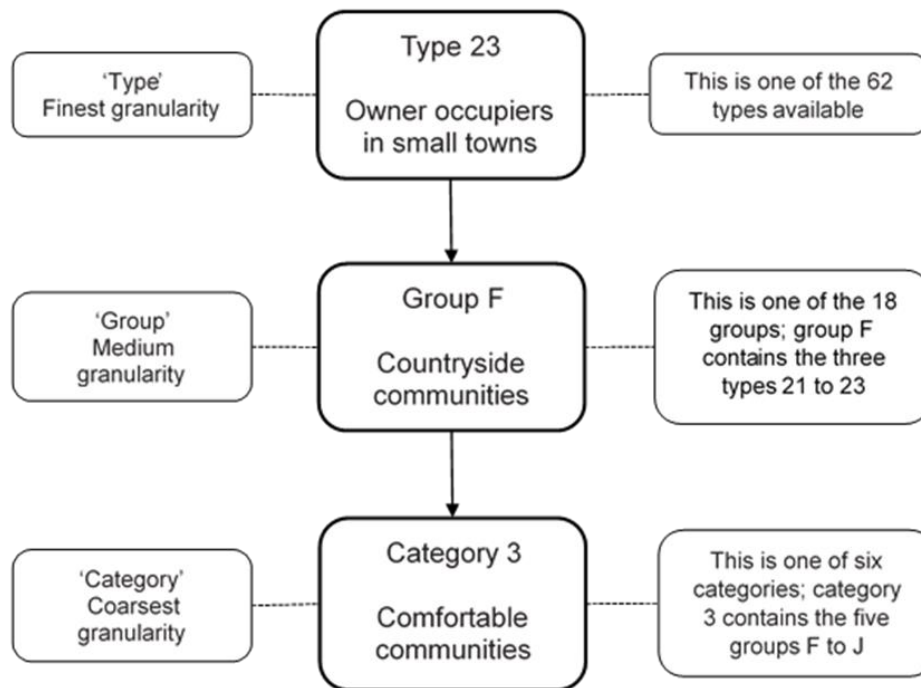 ‘Type’
Finest granularity
Type 23
Owner occupiers
in small towns
This is one of the 62
types available
‘Group’
Medium
granularity
Group F
Countryside
communities
This is one of the 18
groups; group F
contains the three
types 21 to 23
‘Category’
Coarsest
granularity
Category 3
Comfortable
communities
This is one of six
categories; category
3 contains the five
groups F to J